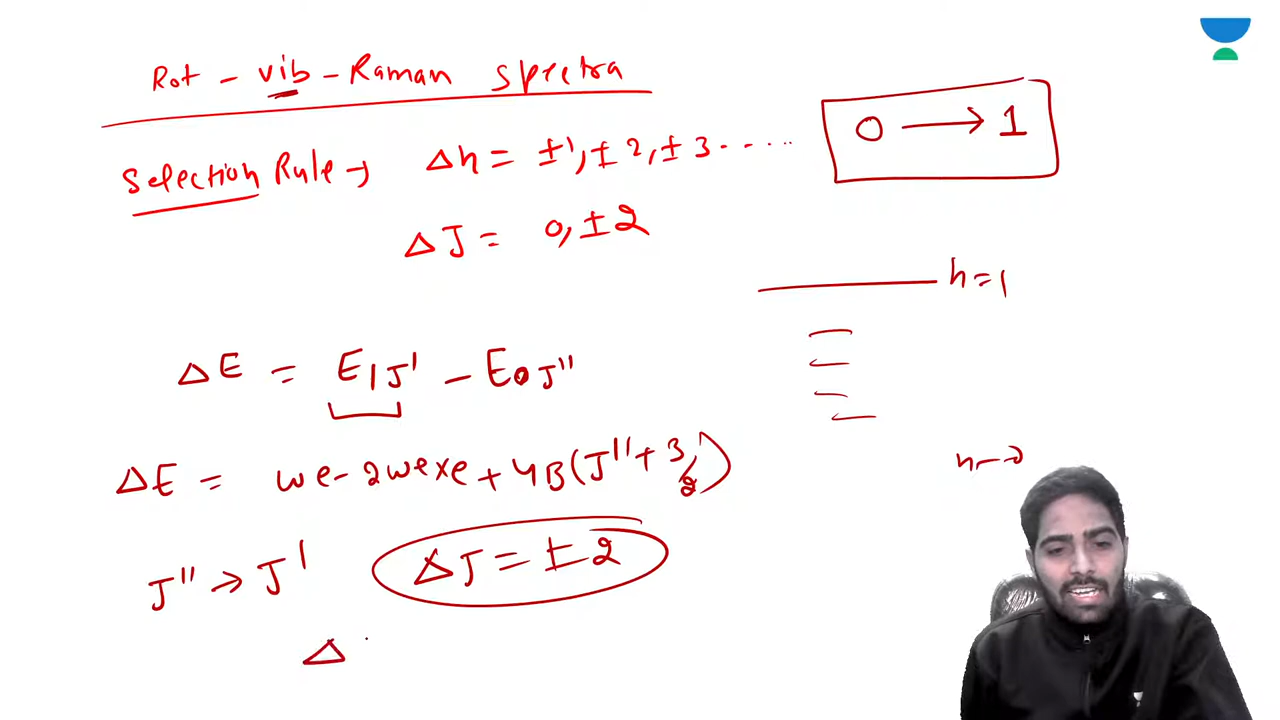 Rot - vib - Raman Spectra
0 → 1
Selection Rule → Δn = ±1, ±2, ±3 ......
ΔJ = 0, ±2
n = 1
ΔE = E1J' - E0J''
ΔE = we - 2wexe + 4B(J'' + 3/2)
J'' → J' ΔJ = ±2
Δ